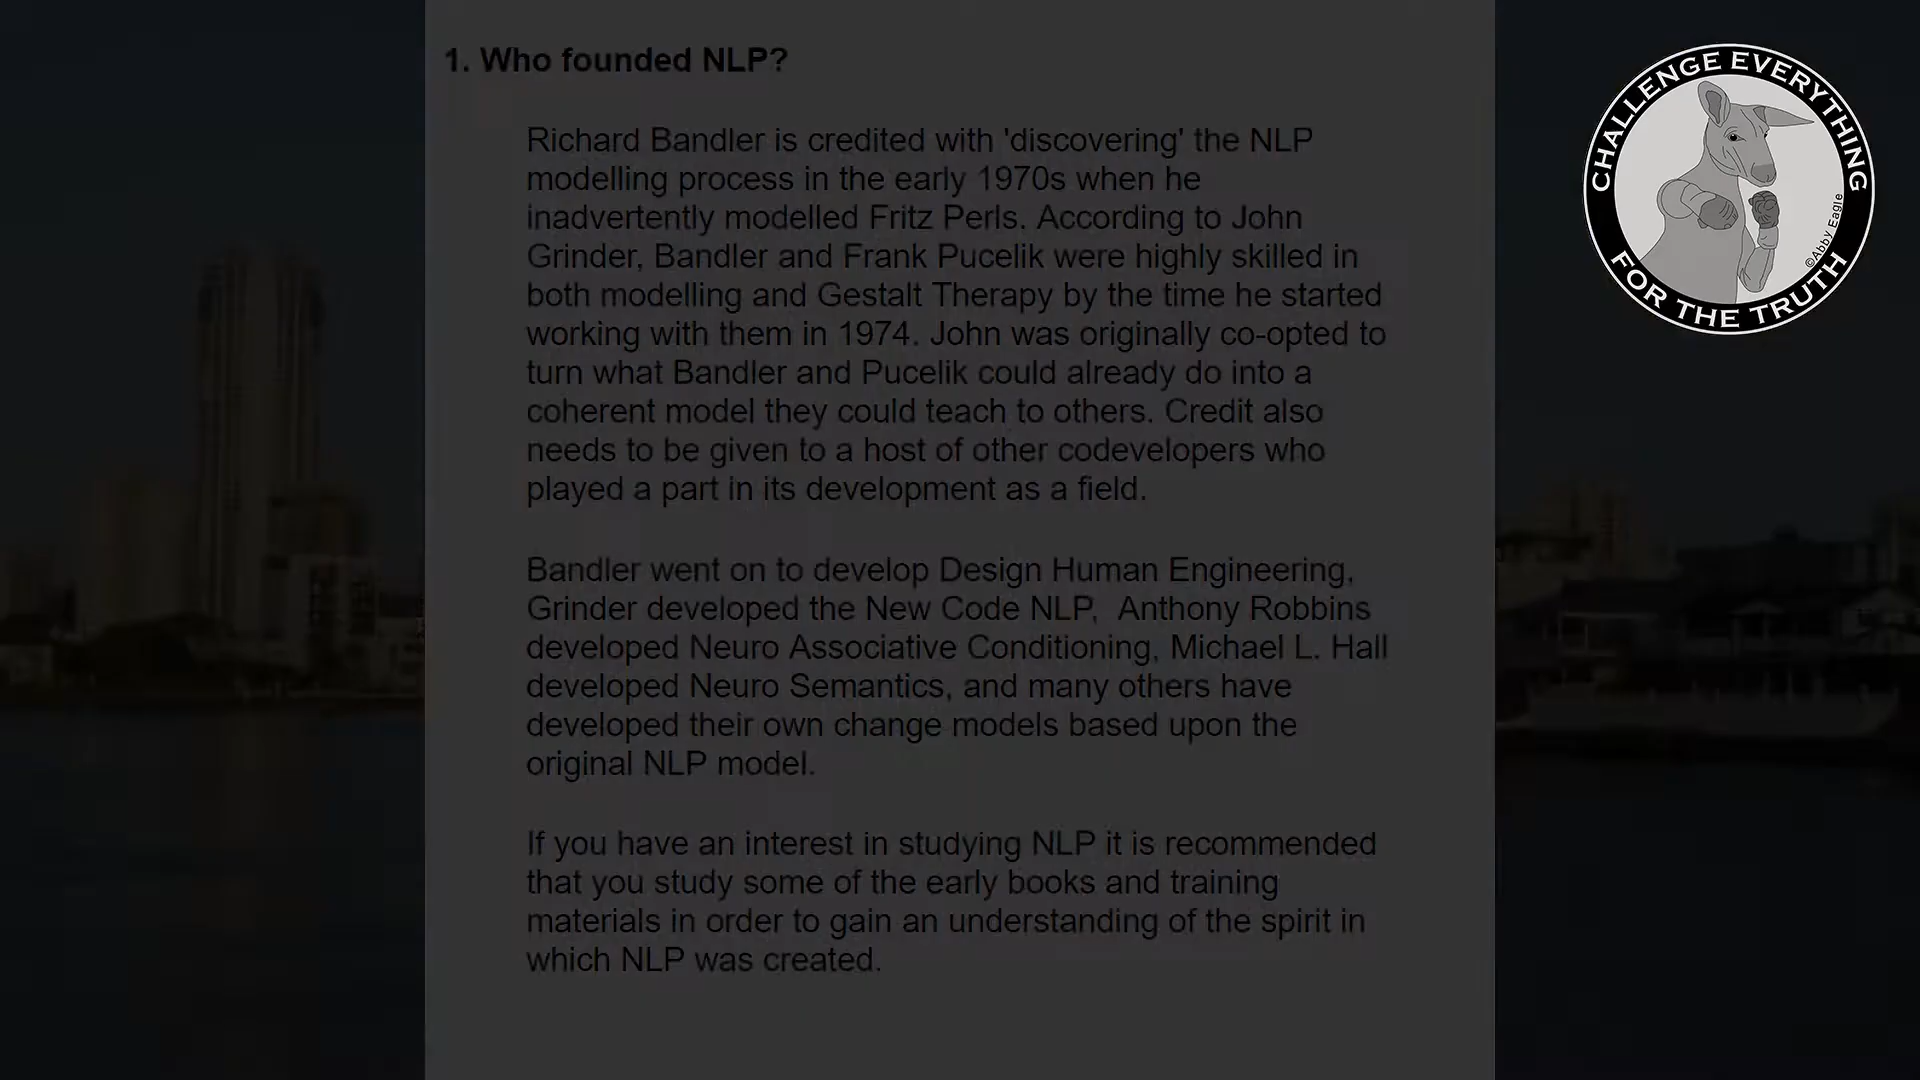 1. Who founded NLP?
Richard Bandler is credited with 'discovering' the NLP
modelling process in the early 1970s when he
inadvertently modelled Fritz Perls. According to John
Grinder, Bandler and Frank Pucelik were highly skilled in
both modelling and Gestalt Therapy by the time he started
working with them in 1974. John was originally co-opted to
turn what Bandler and Pucelik could already do into a
coherent model they could teach to others. Credit also
needs to be given to a host of other codevelopers who
played a part in its development as a field.
Bandler went on to develop Design Human Engineering,
Grinder developed the New Code NLP,  Anthony Robbins
developed Neuro Associative Conditioning, Michael L. Hall
developed Neuro Semantics, and many others have
developed their own change models based upon the
original NLP model.
If you have an interest in studying NLP it is recommended
that you study some of the early books and training
materials in order to gain an understanding of the spirit in
which NLP was created.
CHALLENGE EVERYTHING
FOR THE TRUTH
©Abby Eagle